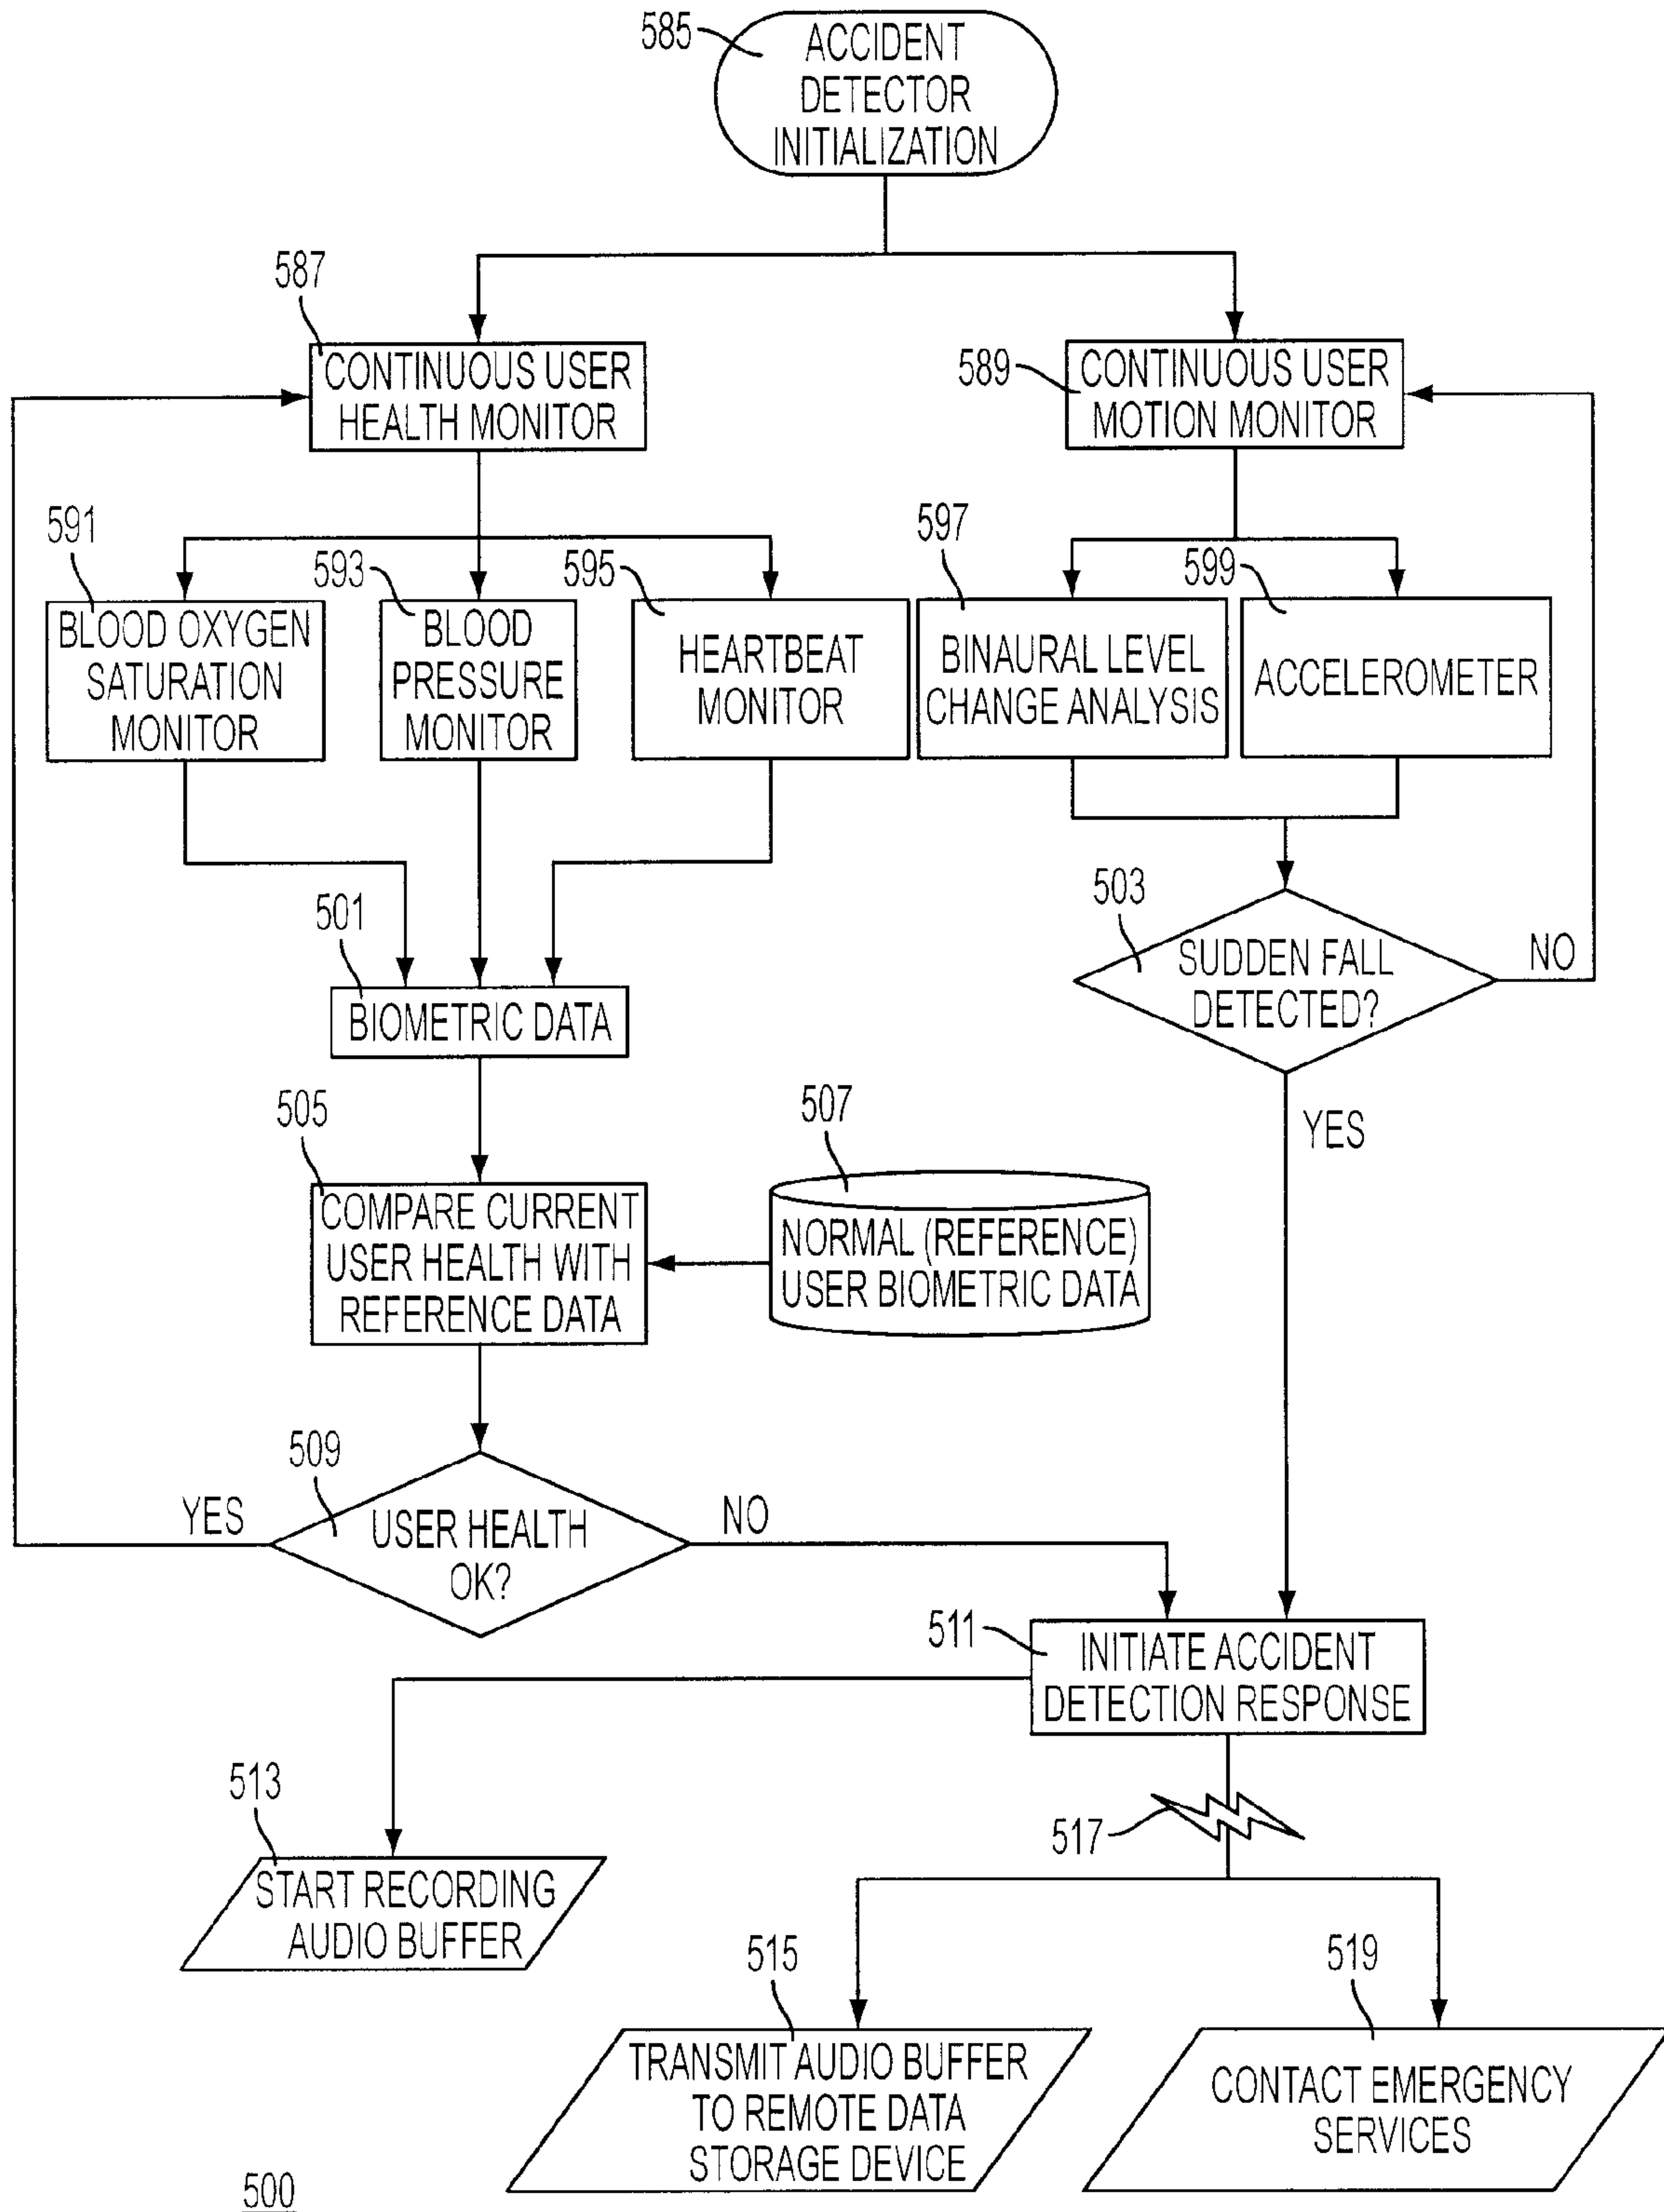 585
ACCIDENT
DETECTOR
INITIALIZATION
587
CONTINUOUS USER
HEALTH MONITOR
589
CONTINUOUS USER
MOTION MONITOR
591
BLOOD OXYGEN
SATURATION
MONITOR
593
BLOOD
PRESSURE
MONITOR
595
HEARTBEAT
MONITOR
597
BINAURAL LEVEL
CHANGE ANALYSIS
599
ACCELEROMETER
501
BIOMETRIC DATA
503
SUDDEN FALL
DETECTED?
NO
YES
505
COMPARE CURRENT
USER HEALTH WITH
REFERENCE DATA
507
NORMAL (REFERENCE)
USER BIOMETRIC DATA
509
USER HEALTH
OK?
YES
NO
511
INITIATE ACCIDENT
DETECTION RESPONSE
513
START RECORDING
AUDIO BUFFER
517
515
TRANSMIT AUDIO BUFFER
TO REMOTE DATA
STORAGE DEVICE
519
CONTACT EMERGENCY
SERVICES
500